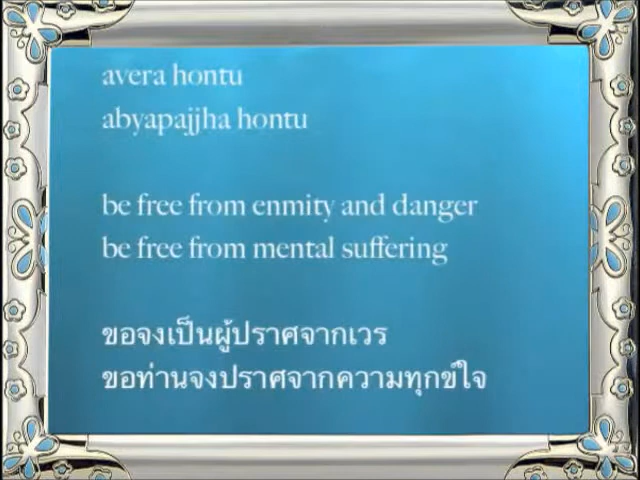 avera hontu
abyapajjha hontu
be free from enmity and danger
be free from mental suffering
ขอจงเป็นผู้ปราศจากเวร
ขอท่านจงปราศจากความทุกข์ใจ